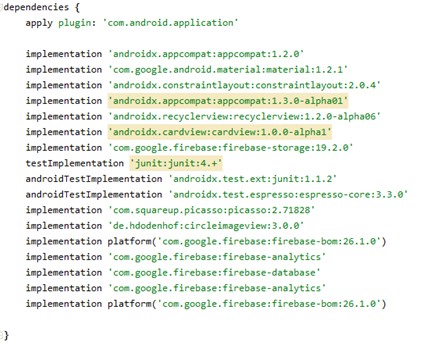 dependencies {
apply plugin: 'com.android.application'
implementation 'androidx.appcompat:appcompat:1.2.0'
implementation 'com.google.android.material:material:1.2.1'
implementation 'androidx.constraintlayout:constraintlayout:2.0.4'
implementation 'androidx.appcompat:appcompat:1.3.0-alpha01'
implementation 'androidx.recyclerview:recyclerview:1.2.0-alpha06'
implementation 'androidx.cardview:cardview:1.0.0-alpha1'
implementation 'com.google.firebase:firebase-storage:19.2.0'
testImplementation 'junit:junit:4.+'
androidTestImplementation 'androidx.test.ext:junit:1.1.2'
androidTestImplementation 'androidx.test.espresso:espresso-core:3.3.0'
implementation 'com.squareup.picasso:picasso:2.71828'
implementation 'de.hdodenhof:circleimageview:3.0.0'
implementation platform('com.google.firebase:firebase-bom:26.1.0')
implementation 'com.google.firebase:firebase-analytics'
implementation 'com.google.firebase:firebase-database'
implementation 'com.google.firebase:firebase-analytics'
implementation platform('com.google.firebase:firebase-bom:26.1.0')
}